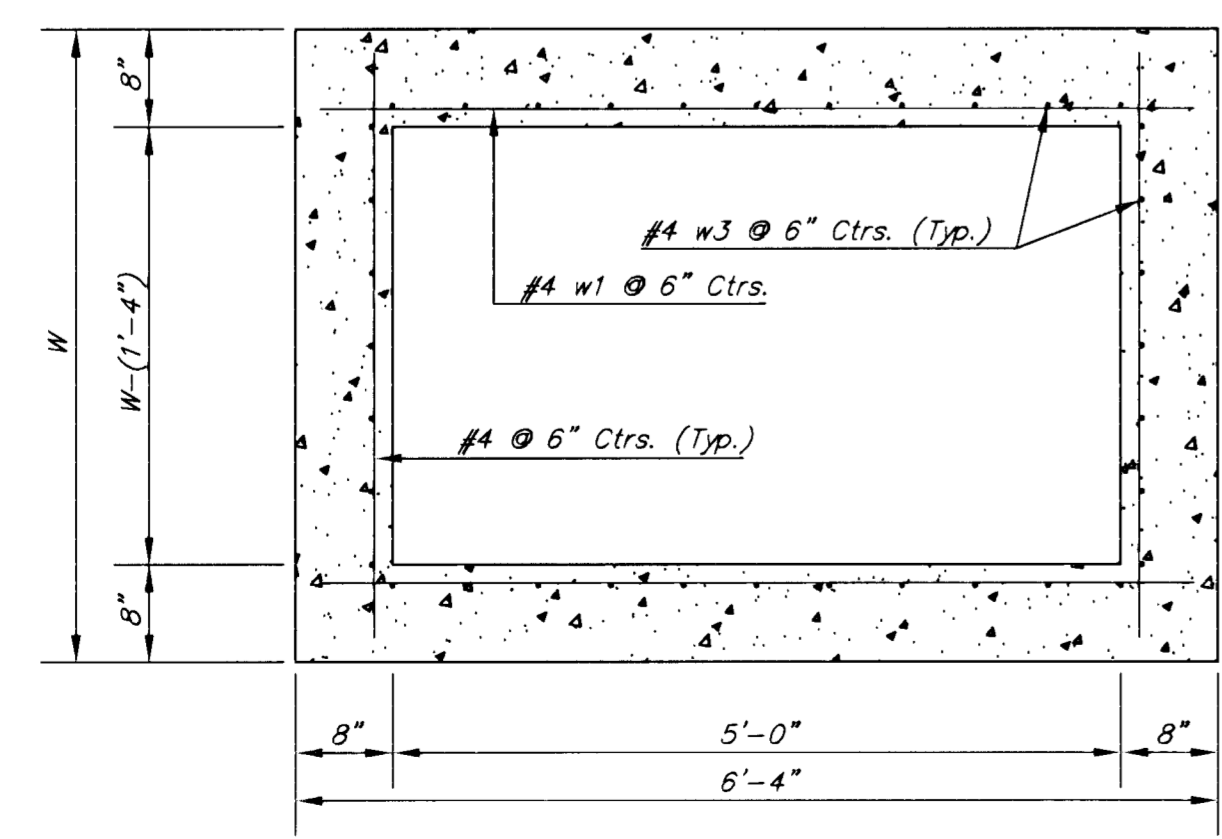 8"
W
W-(1'-4")
8"
#4 w3 @ 6" Ctrs. (Typ.)
#4 w1 @ 6" Ctrs.
#4 @ 6" Ctrs. (Typ.)
8"
5'-0"
8"
6'-4"